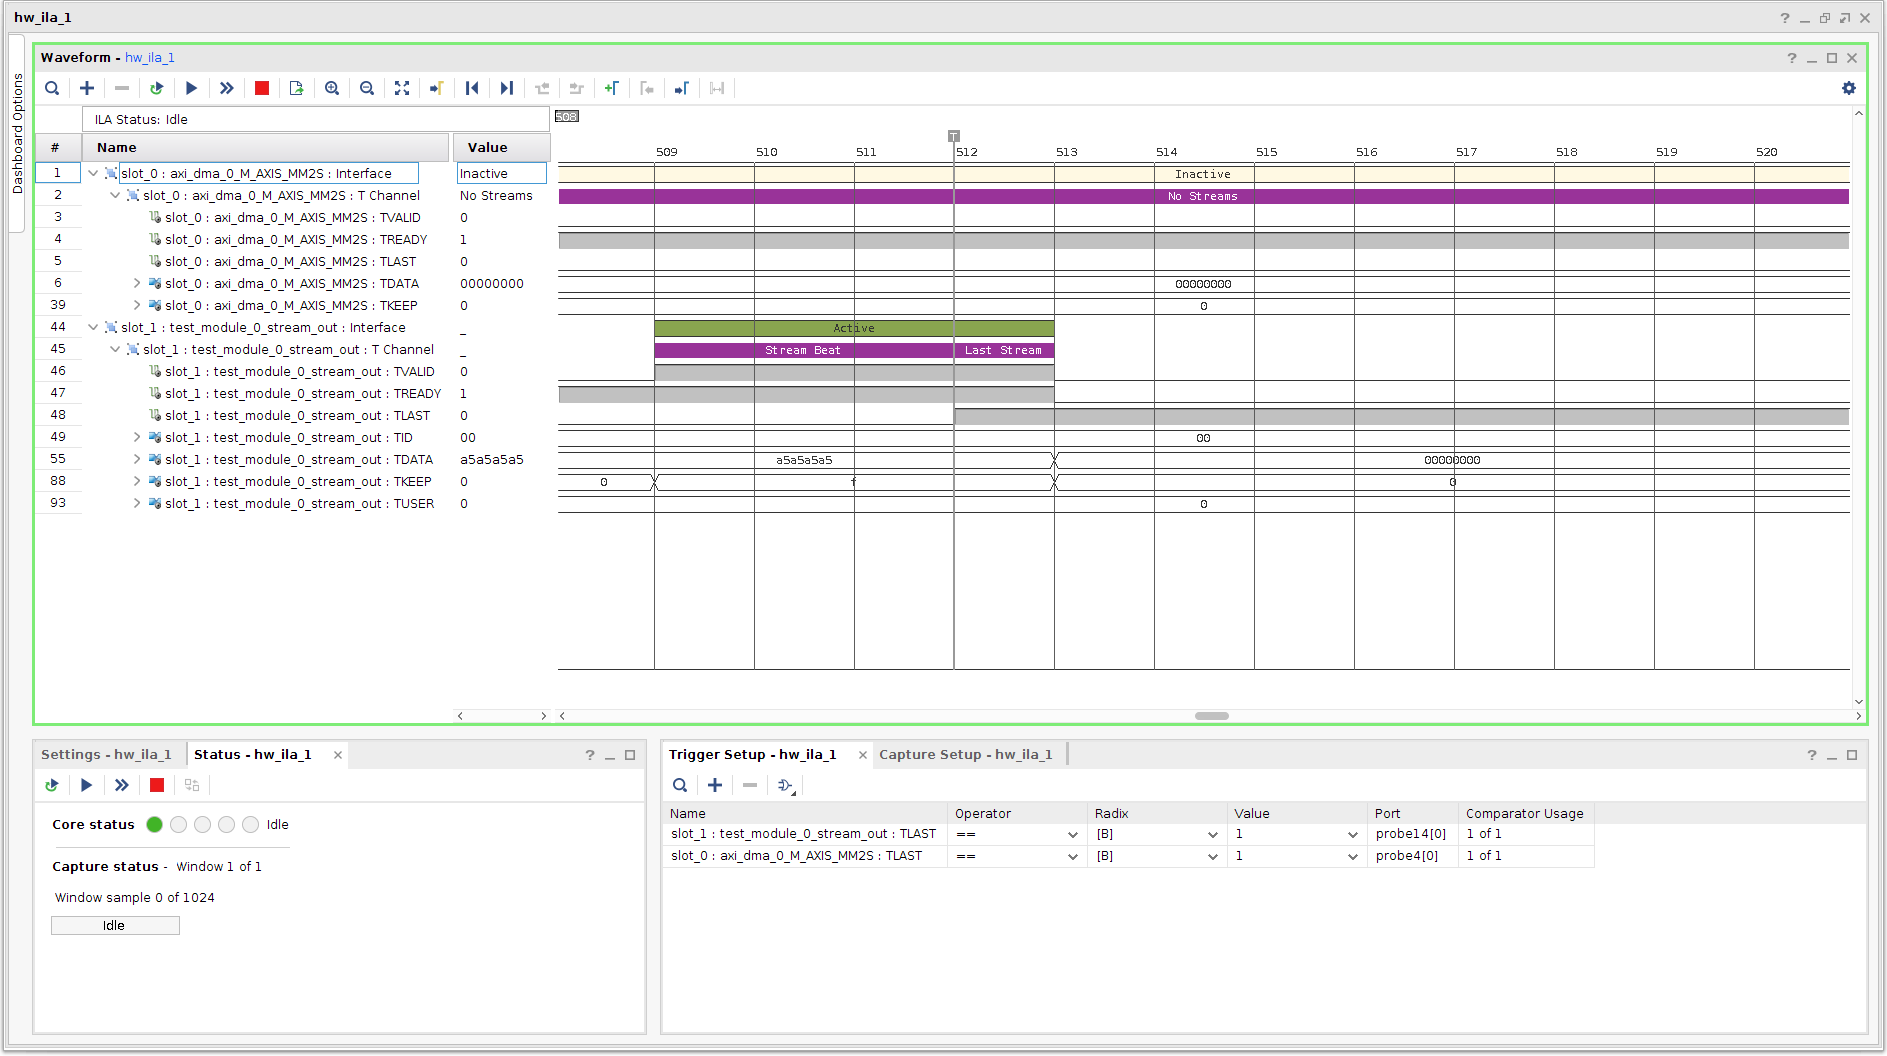 hw_ila_1
Dashboard Options
Waveform - hw_ila_1
ILA Status: Idle
508
T
509 510 511 512 513 514 515 516 517 518 519 520
# Name Value
1 slot_0 : axi_dma_0_M_AXIS_MM2S : Interface Inactive Inactive
2 slot_0 : axi_dma_0_M_AXIS_MM2S : T Channel No Streams No Streams
3 slot_0 : axi_dma_0_M_AXIS_MM2S : TVALID 0
4 slot_0 : axi_dma_0_M_AXIS_MM2S : TREADY 1
5 slot_0 : axi_dma_0_M_AXIS_MM2S : TLAST 0
6 slot_0 : axi_dma_0_M_AXIS_MM2S : TDATA 00000000 00000000
39 slot_0 : axi_dma_0_M_AXIS_MM2S : TKEEP 0 0
44 slot_1 : test_module_0_stream_out : Interface _ Active
45 slot_1 : test_module_0_stream_out : T Channel _ Stream Beat Last Stream
46 slot_1 : test_module_0_stream_out : TVALID 0
47 slot_1 : test_module_0_stream_out : TREADY 1
48 slot_1 : test_module_0_stream_out : TLAST 0
49 slot_1 : test_module_0_stream_out : TID 00 00
55 slot_1 : test_module_0_stream_out : TDATA a5a5a5a5 a5a5a5a5 00000000
88 slot_1 : test_module_0_stream_out : TKEEP 0 0 f 0
93 slot_1 : test_module_0_stream_out : TUSER 0 0
Settings - hw_ila_1 Status - hw_ila_1
Core status Idle
Capture status - Window 1 of 1
Window sample 0 of 1024
Idle
Trigger Setup - hw_ila_1 Capture Setup - hw_ila_1
Name Operator Radix Value Port Comparator Usage
slot_1 : test_module_0_stream_out : TLAST == [B] 1 probe14[0] 1 of 1
slot_0 : axi_dma_0_M_AXIS_MM2S : TLAST == [B] 1 probe4[0] 1 of 1